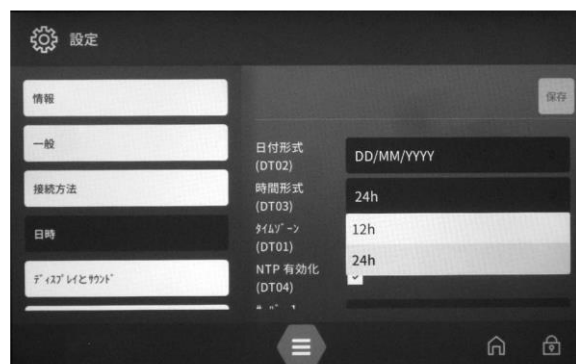 設定
情報
一般
接続方法
日時
ﾃﾞｨｽﾌﾟﾚｲとｻｳﾝﾄﾞ
保存
日付形式
(DT02)
DD/MM/YYYY
時間形式
(DT03)
24h
ﾀｲﾑｿﾞｰﾝ
(DT01)
12h
24h
NTP 有効化
(DT04)